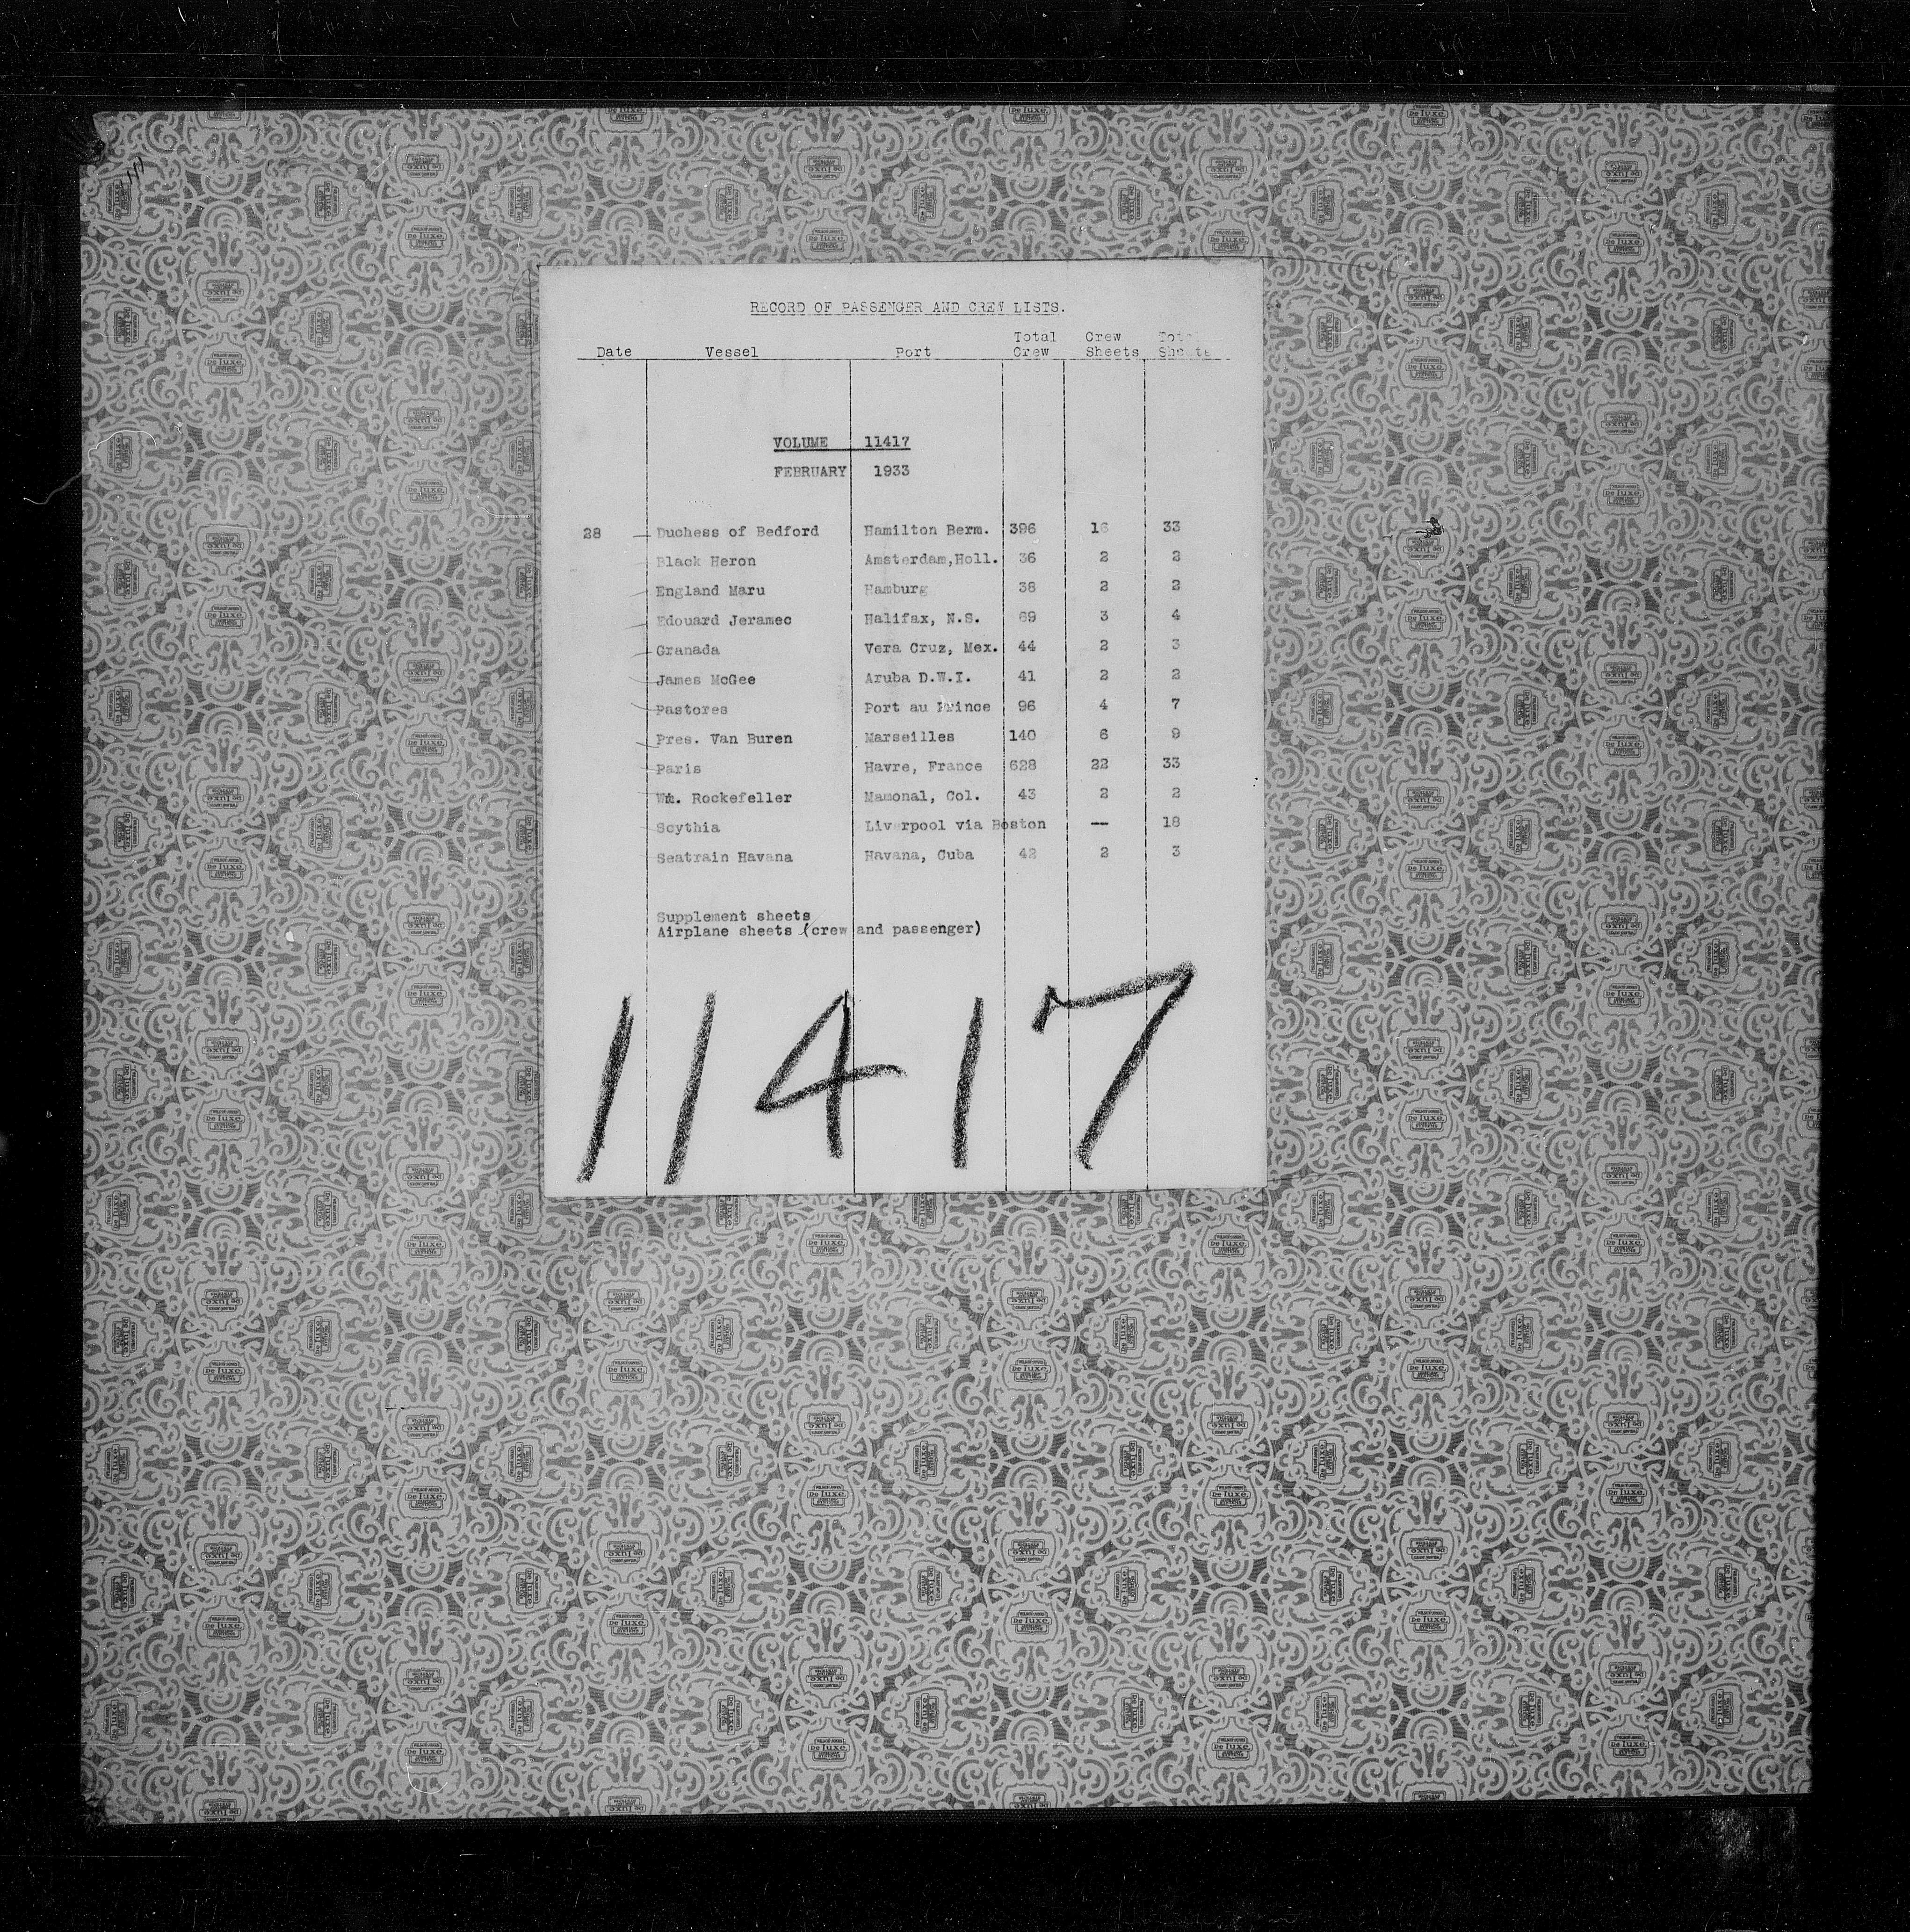 RECORD OF PASSENGER AND CREW LISTS.
Total Crew Total
Date Vessel Port Crew Sheets Sheets
VOLUME 11417
FEBRUARY 1933
28 Duchess of Bedford Hamilton Berm. 396 16 33
Black Heron Amsterdam,Holl. 36 2 2
England Maru Hamburg 38 2 2
Edouard Jeramec Halifax, N.S. 69 3 4
Granada Vera Cruz, Mex. 44 2 3
James McGee Aruba D.W.I. 41 2 2
Pastores Port au Prince 96 4 7
Pres. Van Buren Marseilles 140 6 9
Paris Havre, France 628 22 33
Wm. Rockefeller Mamonal, Col. 43 2 2
Scythia Liverpool via Boston — 18
Seatrain Havana Havana, Cuba 42 2 3
Supplement sheets
Airplane sheets (crew and passenger)
11417